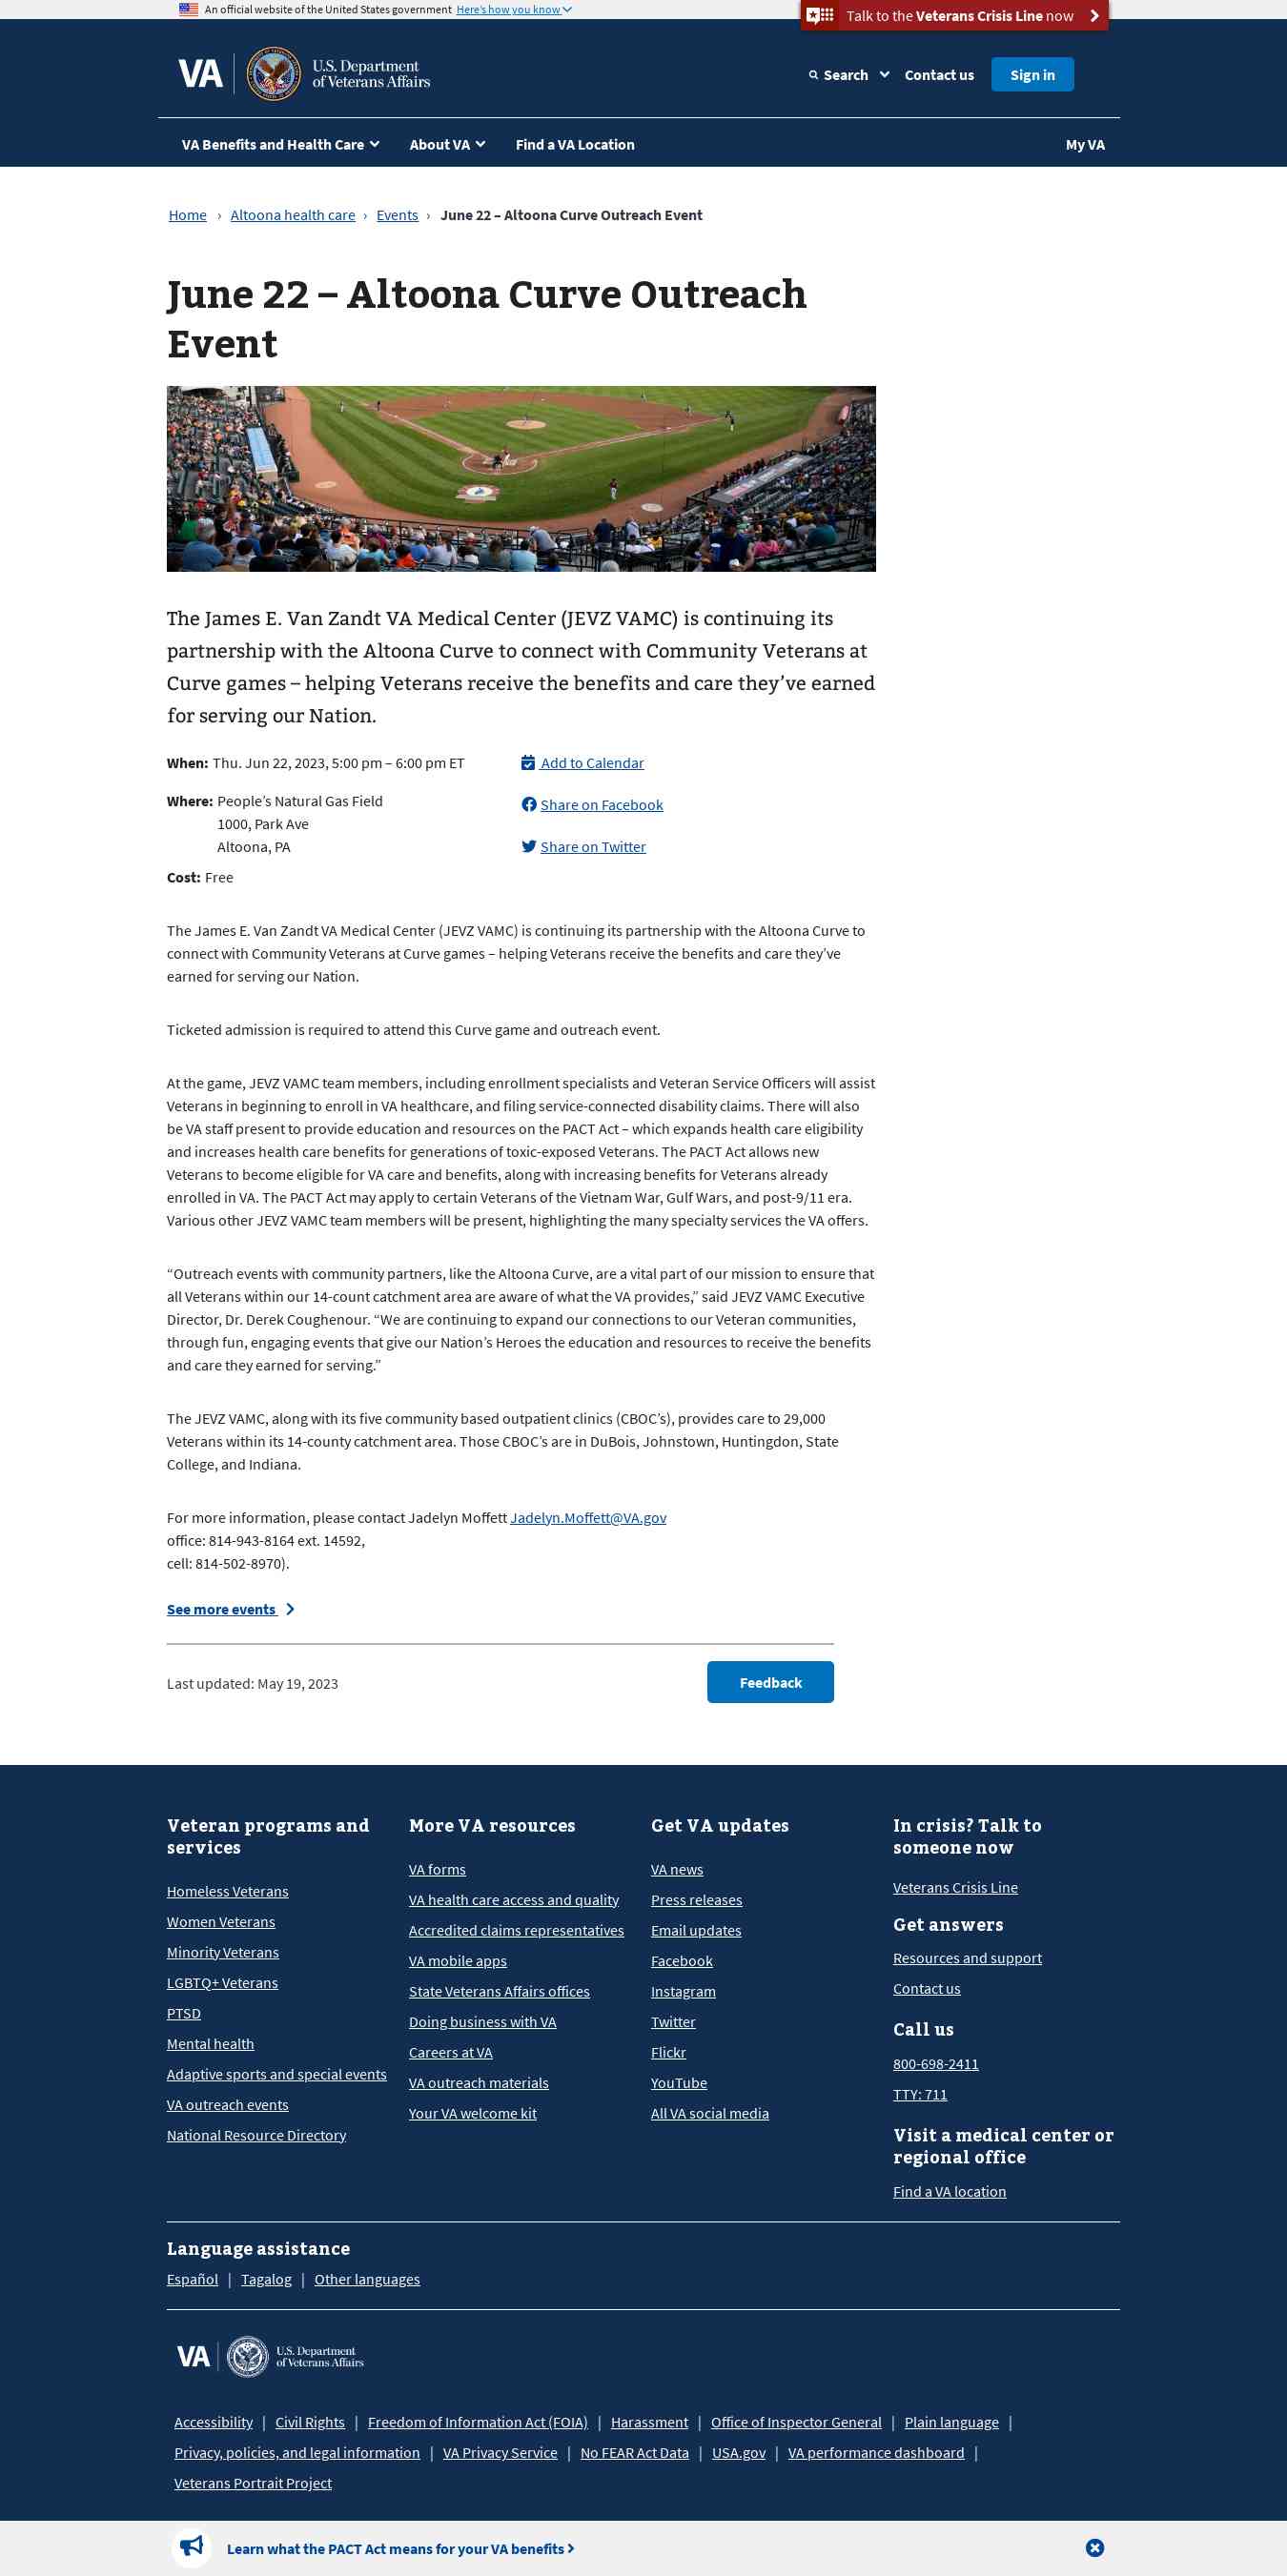 An official website of the United States government Here's how you know
Talk to the Veterans Crisis Line now
VA
U.S. Department
of Veterans Affairs
Search
Contact us
Sign in
VA Benefits and Health Care
About VA
Find a VA Location
My VA
Home › Altoona health care › Events › June 22 – Altoona Curve Outreach Event
June 22 – Altoona Curve Outreach
Event
The James E. Van Zandt VA Medical Center (JEVZ VAMC) is continuing its
partnership with the Altoona Curve to connect with Community Veterans at
Curve games – helping Veterans receive the benefits and care they've earned
for serving our Nation.
When: Thu. Jun 22, 2023, 5:00 pm – 6:00 pm ET
Where: People's Natural Gas Field
1000, Park Ave
Altoona, PA
Cost: Free
Add to Calendar
Share on Facebook
Share on Twitter
The James E. Van Zandt VA Medical Center (JEVZ VAMC) is continuing its partnership with the Altoona Curve to
connect with Community Veterans at Curve games – helping Veterans receive the benefits and care they've
earned for serving our Nation.
Ticketed admission is required to attend this Curve game and outreach event.
At the game, JEVZ VAMC team members, including enrollment specialists and Veteran Service Officers will assist
Veterans in beginning to enroll in VA healthcare, and filing service-connected disability claims. There will also
be VA staff present to provide education and resources on the PACT Act – which expands health care eligibility
and increases health care benefits for generations of toxic-exposed Veterans. The PACT Act allows new
Veterans to become eligible for VA care and benefits, along with increasing benefits for Veterans already
enrolled in VA. The PACT Act may apply to certain Veterans of the Vietnam War, Gulf Wars, and post-9/11 era.
Various other JEVZ VAMC team members will be present, highlighting the many specialty services the VA offers.
“Outreach events with community partners, like the Altoona Curve, are a vital part of our mission to ensure that
all Veterans within our 14-count catchment area are aware of what the VA provides,” said JEVZ VAMC Executive
Director, Dr. Derek Coughenour. “We are continuing to expand our connections to our Veteran communities,
through fun, engaging events that give our Nation's Heroes the education and resources to receive the benefits
and care they earned for serving.”
The JEVZ VAMC, along with its five community based outpatient clinics (CBOC's), provides care to 29,000
Veterans within its 14-county catchment area. Those CBOC's are in DuBois, Johnstown, Huntingdon, State
College, and Indiana.
For more information, please contact Jadelyn Moffett Jadelyn.Moffett@VA.gov
office: 814-943-8164 ext. 14592,
cell: 814-502-8970).
See more events
Last updated: May 19, 2023
Feedback
Veteran programs and
services
Homeless Veterans
Women Veterans
Minority Veterans
LGBTQ+ Veterans
PTSD
Mental health
Adaptive sports and special events
VA outreach events
National Resource Directory
More VA resources
VA forms
VA health care access and quality
Accredited claims representatives
VA mobile apps
State Veterans Affairs offices
Doing business with VA
Careers at VA
VA outreach materials
Your VA welcome kit
Get VA updates
VA news
Press releases
Email updates
Facebook
Instagram
Twitter
Flickr
YouTube
All VA social media
In crisis? Talk to
someone now
Veterans Crisis Line
Get answers
Resources and support
Contact us
Call us
800-698-2411
TTY: 711
Visit a medical center or
regional office
Find a VA location
Language assistance
Español | Tagalog | Other languages
VA
U.S. Department
of Veterans Affairs
Accessibility | Civil Rights | Freedom of Information Act (FOIA) | Harassment | Office of Inspector General | Plain language |
Privacy, policies, and legal information | VA Privacy Service | No FEAR Act Data | USA.gov | VA performance dashboard |
Veterans Portrait Project
Learn what the PACT Act means for your VA benefits